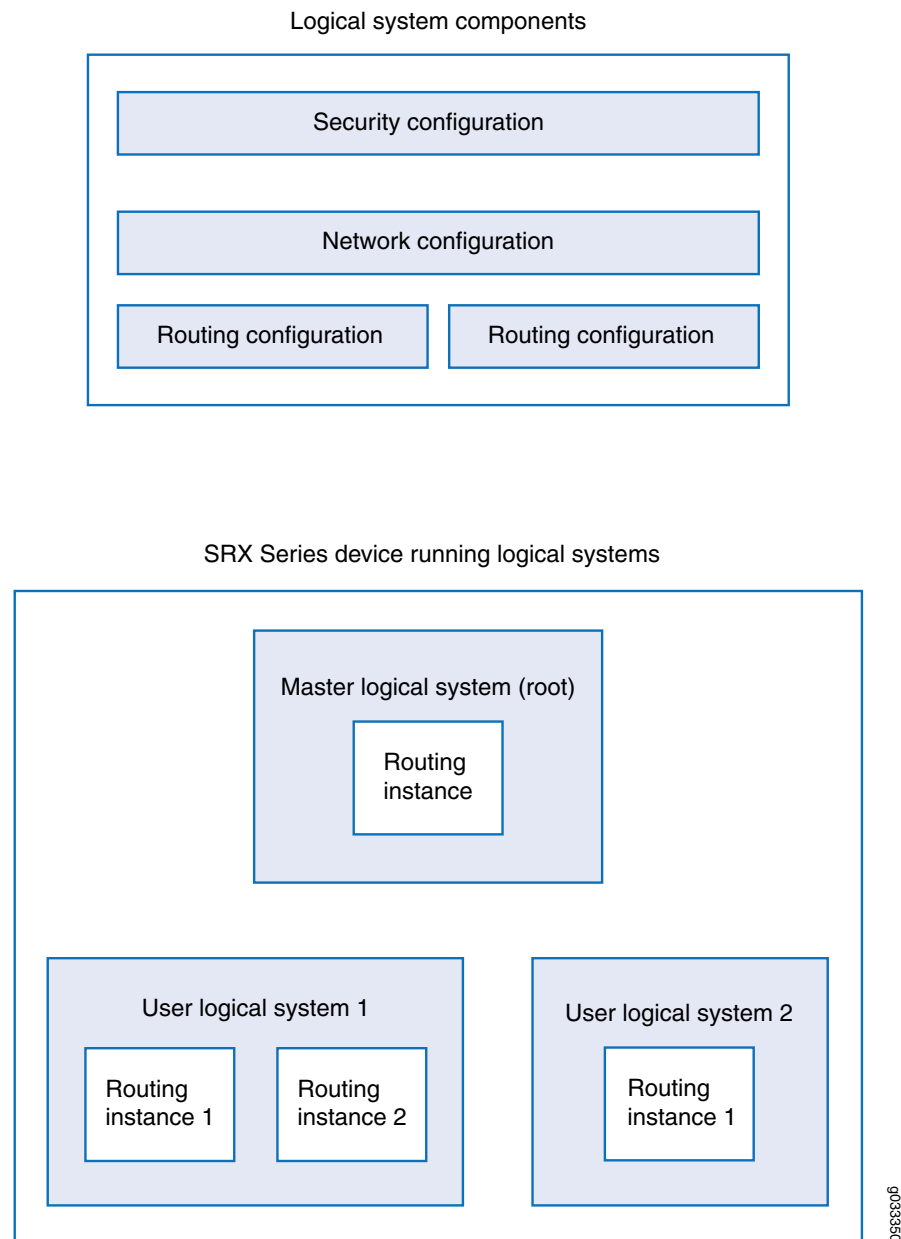 Logical system components
Security configuration
Network configuration
Routing configuration
Routing configuration
SRX Series device running logical systems
Master logical system (root)
Routing
instance
User logical system 1
Routing
instance 1
Routing
instance 2
User logical system 2
Routing
instance 1
g033350